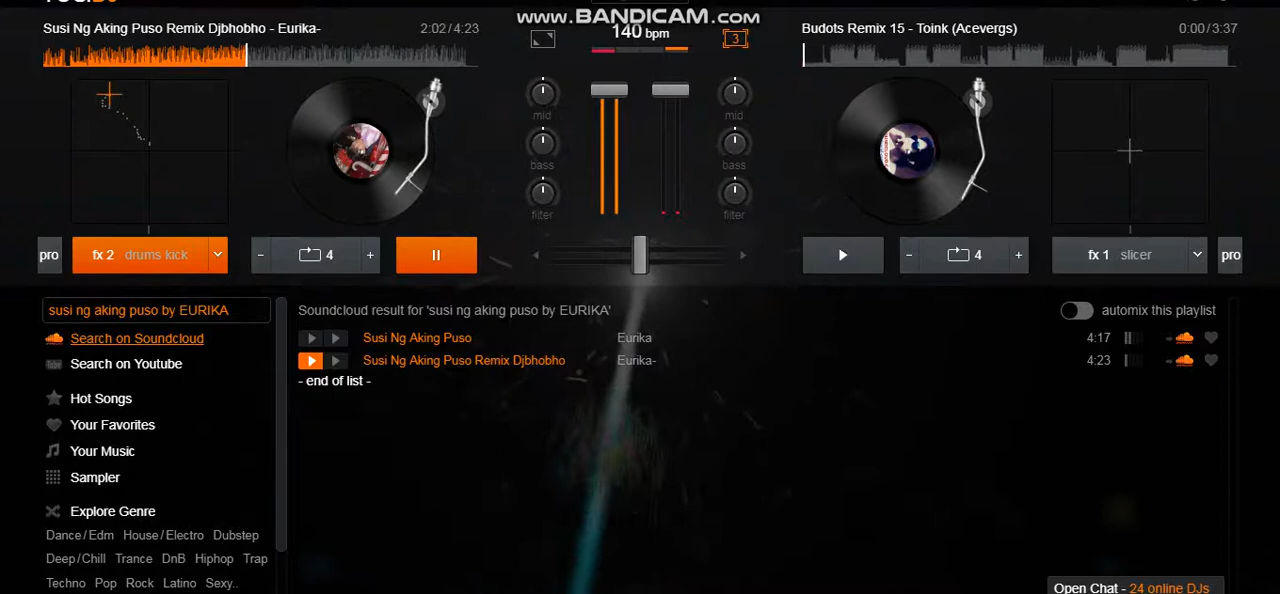 www.BANDICAM.com
Susi Ng Aking Puso Remix Djbhobho - Eurika-
2:02/4:23
140 bpm
3
Budots Remix 15 - Toink (Acevergs)
0:00/3:37
mid
mid
bass
bass
filter
filter
pro
fx 2 drums kick
- 4 +
- 4 +
fx 1 slicer
pro
susi ng aking puso by EURIKA
Search on Soundcloud
Search on Youtube
Hot Songs
Your Favorites
Your Music
Sampler
Explore Genre
Dance/Edm House/Electro Dubstep
Deep/Chill Trance DnB Hiphop Trap
Techno Pop Rock Latino Sexy..
Soundcloud result for 'susi ng aking puso by EURIKA'
automix this playlist
Susi Ng Aking Puso Eurika 4:17
Susi Ng Aking Puso Remix Djbhobho Eurika- 4:23
- end of list -
Open Chat - 24 online DJs